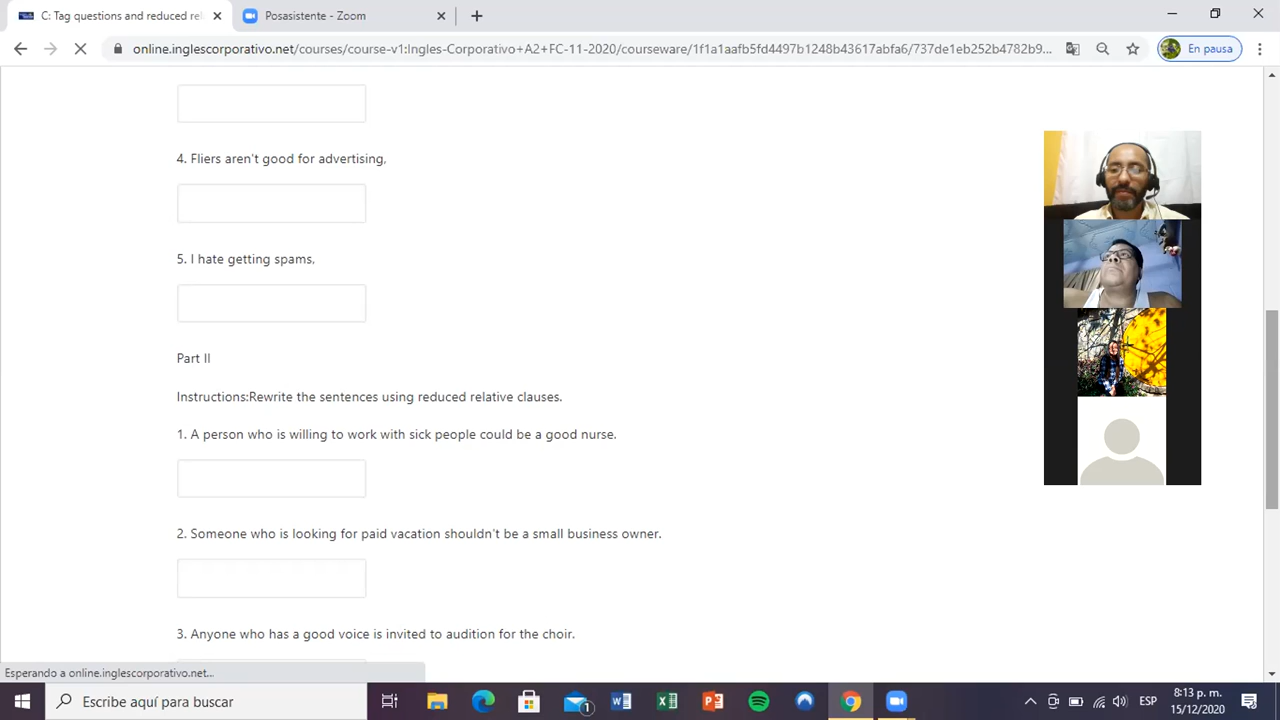 C: Tag questions and reduced rel
Posasistente - Zoom
online.inglescorporativo.net/courses/course-v1:Ingles-Corporativo+A2+FC-11-2020/courseware/1f1a1aafb5fd4497b1248b43617abfa6/737de1eb252b4782b9...
En pausa
4. Fliers aren't good for advertising,
5. I hate getting spams,
Part II
Instructions:Rewrite the sentences using reduced relative clauses.
1. A person who is willing to work with sick people could be a good nurse.
2. Someone who is looking for paid vacation shouldn't be a small business owner.
3. Anyone who has a good voice is invited to audition for the choir.
Esperando a online.inglescorporativo.net...
Escribe aquí para buscar
1
ESP
8:13 p. m.
15/12/2020